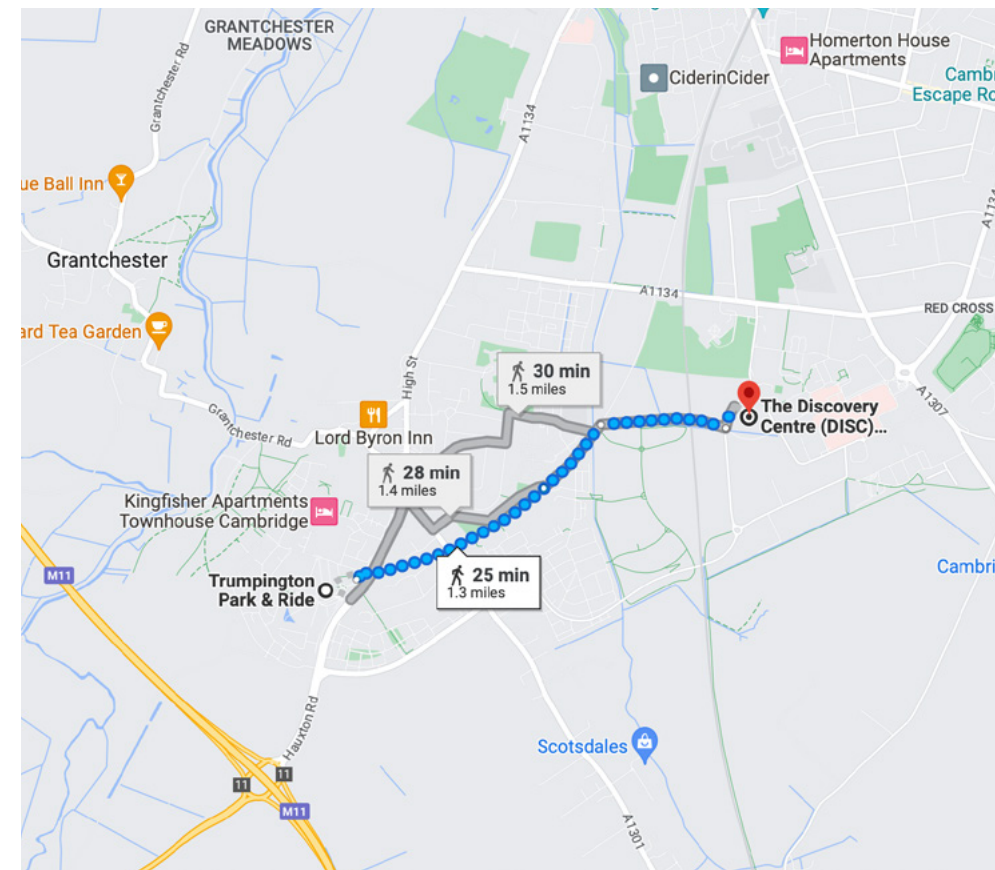 GRANTCHESTER
MEADOWS
Homerton House
Apartments
CiderinCider
Cambri
Escape Ro
Grantchester Rd
A1134
ue Ball Inn
A1134
Grantchester
A1134
RED CROSS
ard Tea Garden
High St
30 min
1.5 miles
A1307
The Discovery
Centre (DISC)...
Grantchester Rd
Lord Byron Inn
28 min
1.4 miles
Kingfisher Apartments
Townhouse Cambridge
M11
Trumpington
Park & Ride
25 min
1.3 miles
Cambri
Hauxton Rd
Scotsdales
11
11
M11
A1301